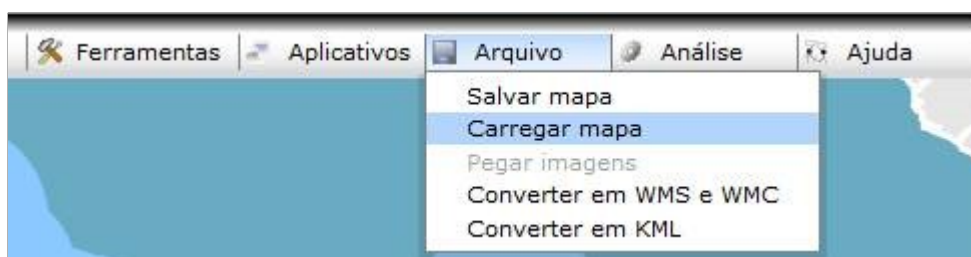 Ferramentas Aplicativos Arquivo Análise Ajuda
Salvar mapa
Carregar mapa
Pegar imagens
Converter em WMS e WMC
Converter em KML